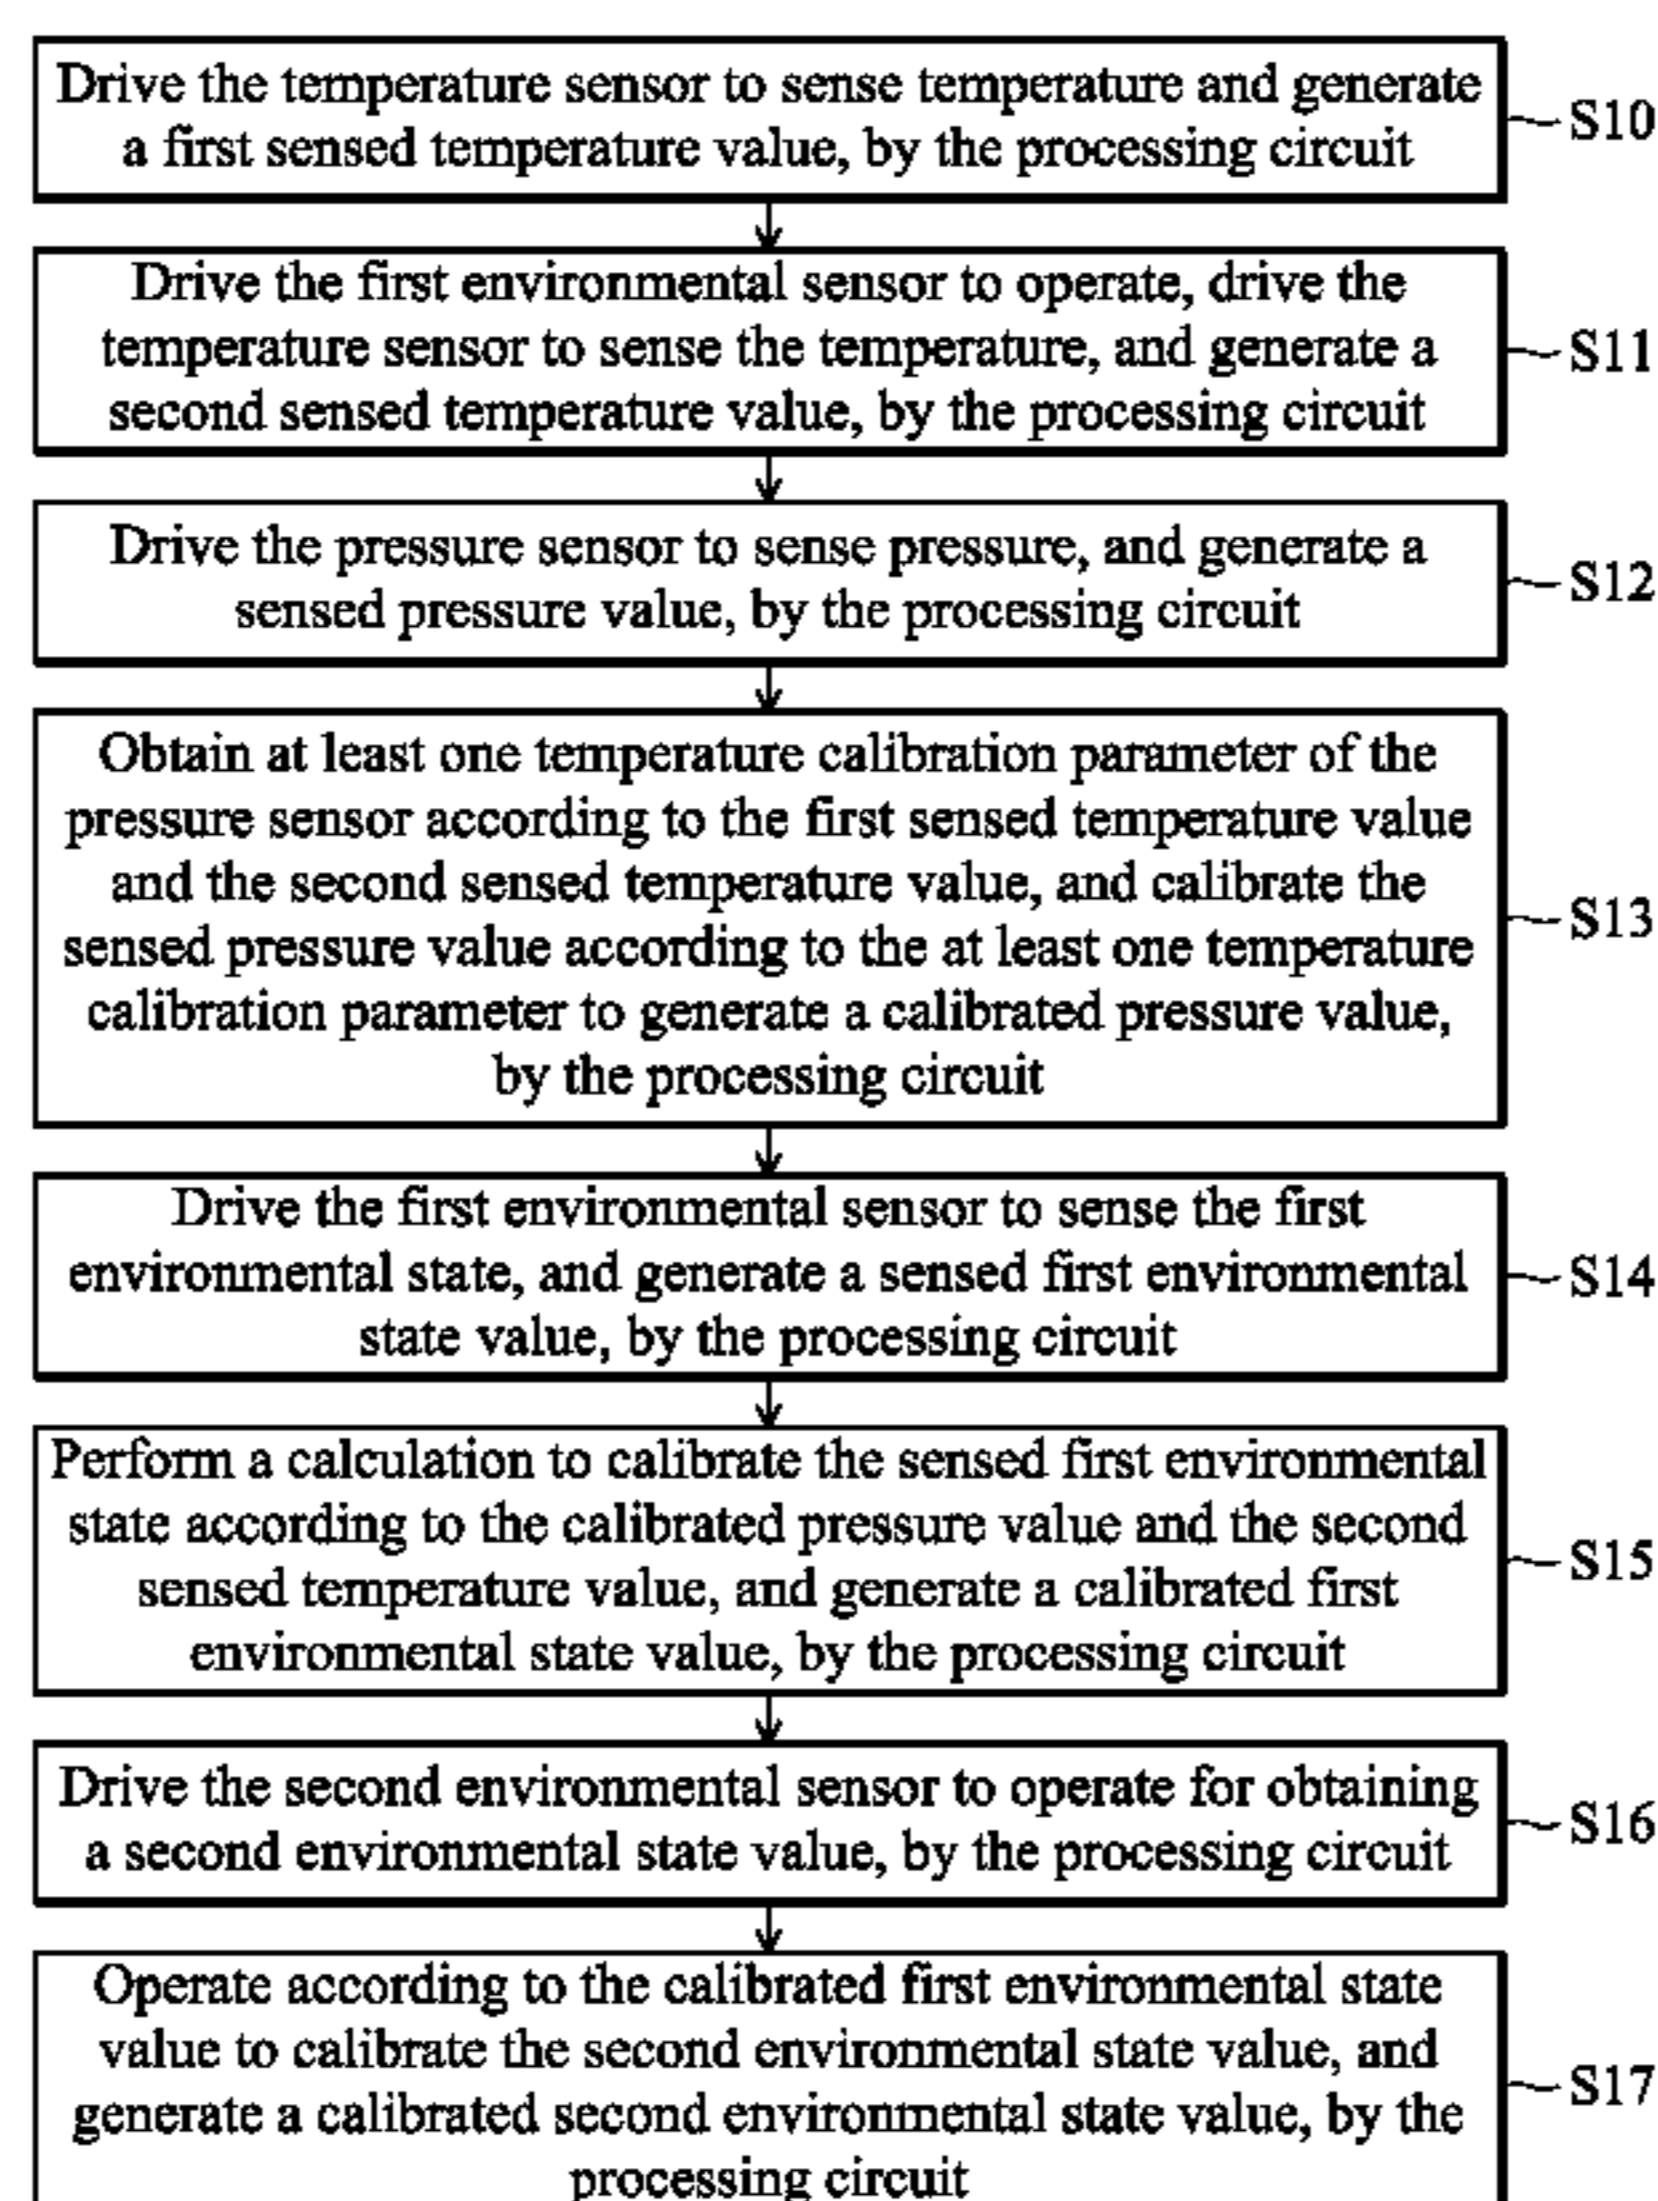 Drive the temperature sensor to sense temperature and generate
a first sensed temperature value, by the processing circuit
S10
Drive the first environmental sensor to operate, drive the
temperature sensor to sense the temperature, and generate a
second sensed temperature value, by the processing circuit
S11
Drive the pressure sensor to sense pressure, and generate a
sensed pressure value, by the processing circuit
S12
Obtain at least one temperature calibration parameter of the
pressure sensor according to the first sensed temperature value
and the second sensed temperature value, and calibrate the
sensed pressure value according to the at least one temperature
calibration parameter to generate a calibrated pressure value,
by the processing circuit
S13
Drive the first environmental sensor to sense the first
environmental state, and generate a sensed first environmental
state value, by the processing circuit
S14
Perform a calculation to calibrate the sensed first environmental
state according to the calibrated pressure value and the second
sensed temperature value, and generate a calibrated first
environmental state value, by the processing circuit
S15
Drive the second environmental sensor to operate for obtaining
a second environmental state value, by the processing circuit
S16
Operate according to the calibrated first environmental state
value to calibrate the second environmental state value, and
generate a calibrated second environmental state value, by the
processing circuit
S17